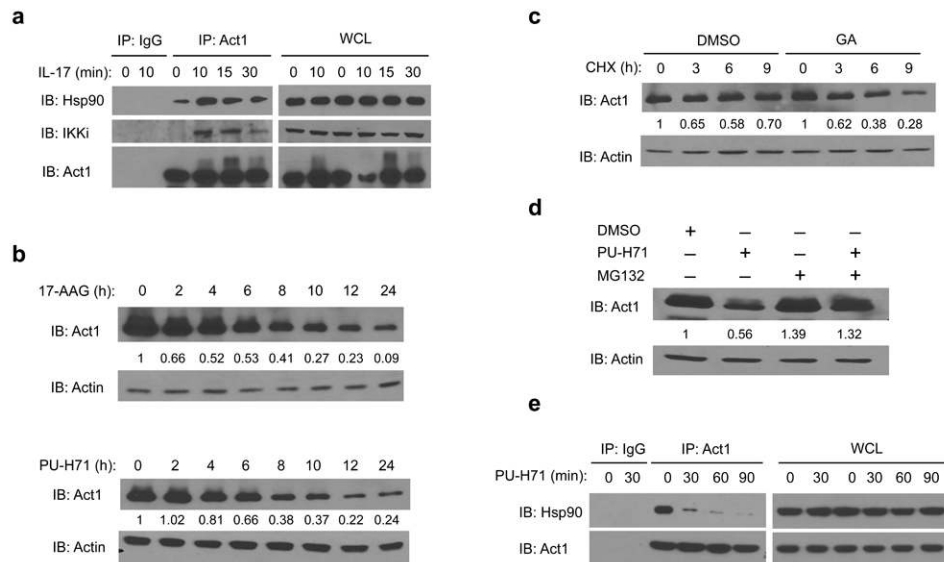 a
IP: IgG IP: Act1 WCL
IL-17 (min): 0 10 0 10 15 30 0 10 0 10 15 30
IB: Hsp90
IB: IKKi
IB: Act1
b
17-AAG (h): 0 2 4 6 8 10 12 24
IB: Act1
1 0.66 0.52 0.53 0.41 0.27 0.23 0.09
IB: Actin
PU-H71 (h): 0 2 4 6 8 10 12 24
IB: Act1
1 1.02 0.81 0.66 0.38 0.37 0.22 0.24
IB: Actin
c
DMSO GA
CHX (h): 0 3 6 9 0 3 6 9
IB: Act1
1 0.65 0.58 0.70 1 0.62 0.38 0.28
IB: Actin
d
DMSO + – – –
PU-H71 – + – +
MG132 – – + +
IB: Act1
1 0.56 1.39 1.32
IB: Actin
e
IP: IgG IP: Act1 WCL
PU-H71 (min): 0 30 0 30 60 90 0 30 0 30 60 90
IB: Hsp90
IB: Act1